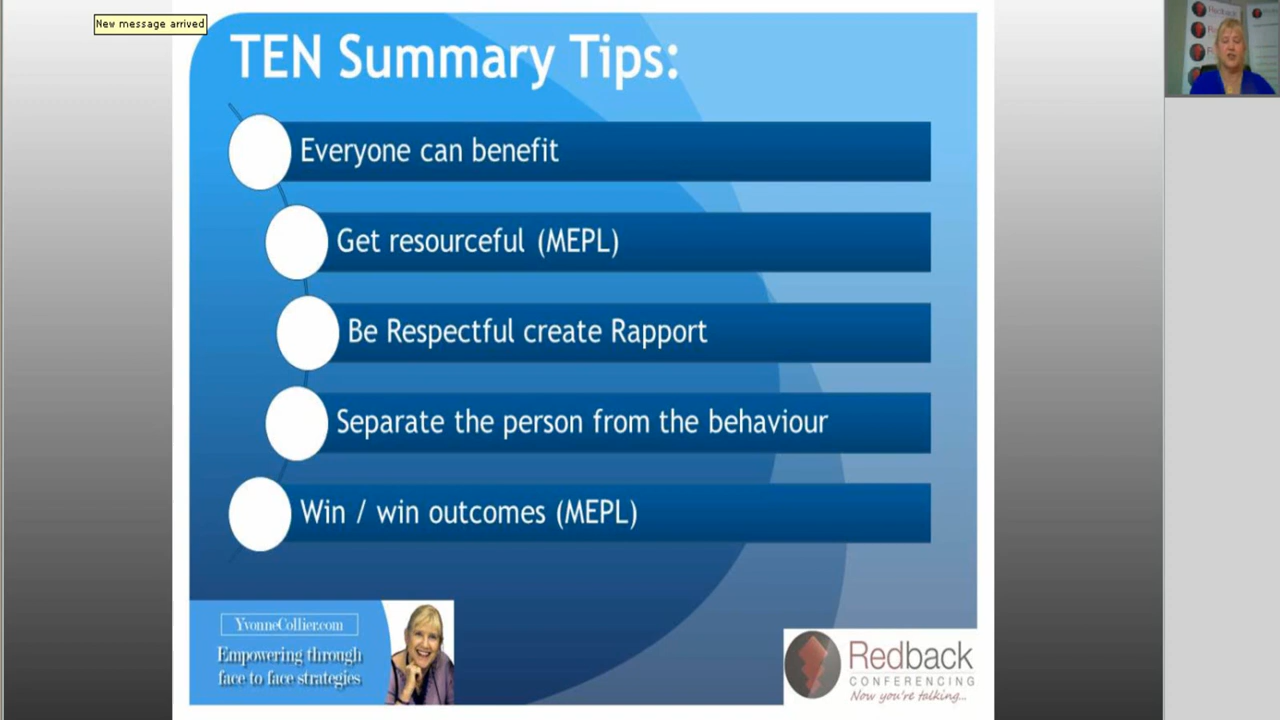 New message arrived
TEN Summary Tips:
Everyone can benefit
Get resourceful (MEPL)
Be Respectful create Rapport
Separate the person from the behaviour
Win / win outcomes (MEPL)
YvonneCollier.com
Empowering through
face to face strategies
Redback
CONFERENCING
Now you're talking...